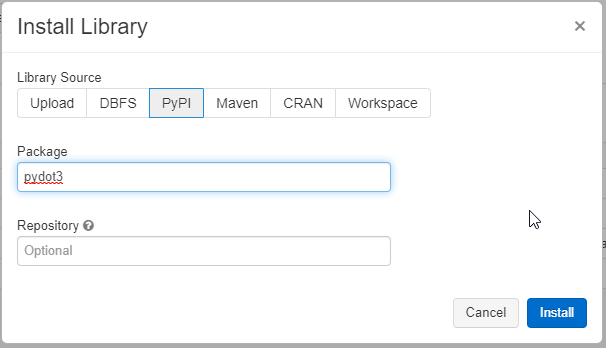 Install Library
×
Library Source
Upload DBFS PyPI Maven CRAN Workspace
Package
pydot3
Repository ?
Optional
Cancel Install